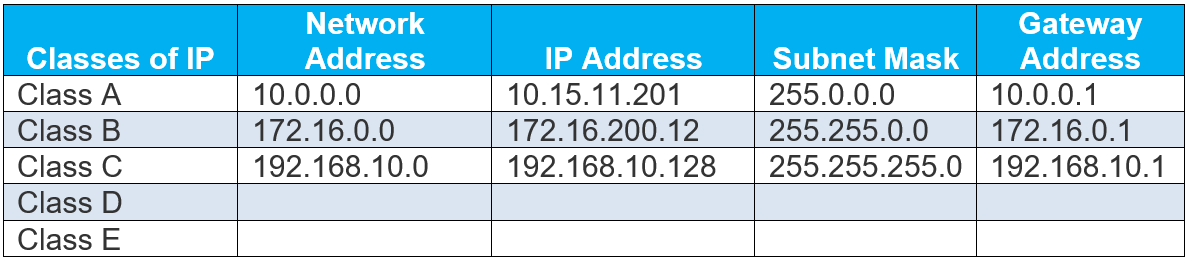 Classes of IP Network Address IP Address Subnet Mask Gateway Address
Class A 10.0.0.0 10.15.11.201 255.0.0.0 10.0.0.1
Class B 172.16.0.0 172.16.200.12 255.255.0.0 172.16.0.1
Class C 192.168.10.0 192.168.10.128 255.255.255.0 192.168.10.1
Class D
Class E